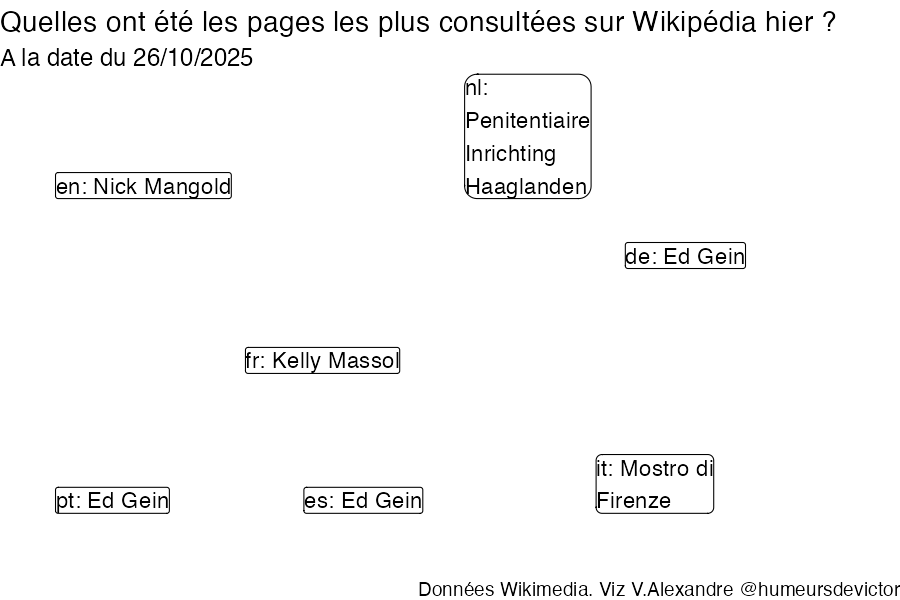 Quelles ont été les pages les plus consultées sur Wikipédia hier ?
A la date du 26/10/2025
nl:
Penitentiaire
Inrichting
Haaglanden
en: Nick Mangold
de: Ed Gein
fr: Kelly Massol
it: Mostro di
Firenze
pt: Ed Gein
es: Ed Gein
Données Wikimedia. Viz V.Alexandre @humeursdevictor